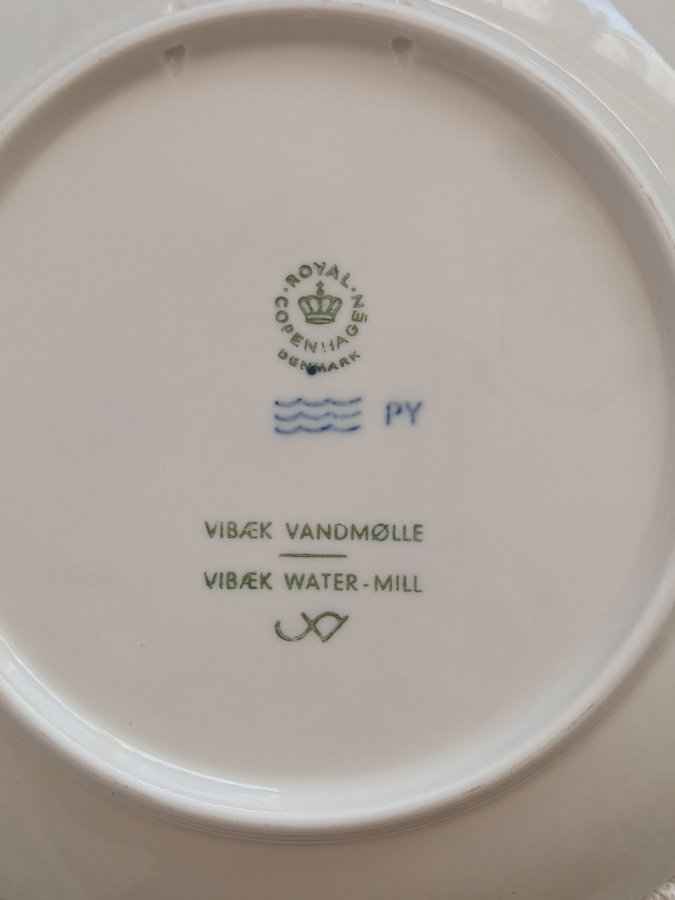 ROYAL
COPENHAGEN
DENMARK
PY
VIBÆK VANDMØLLE
VIBÆK WATER-MILL